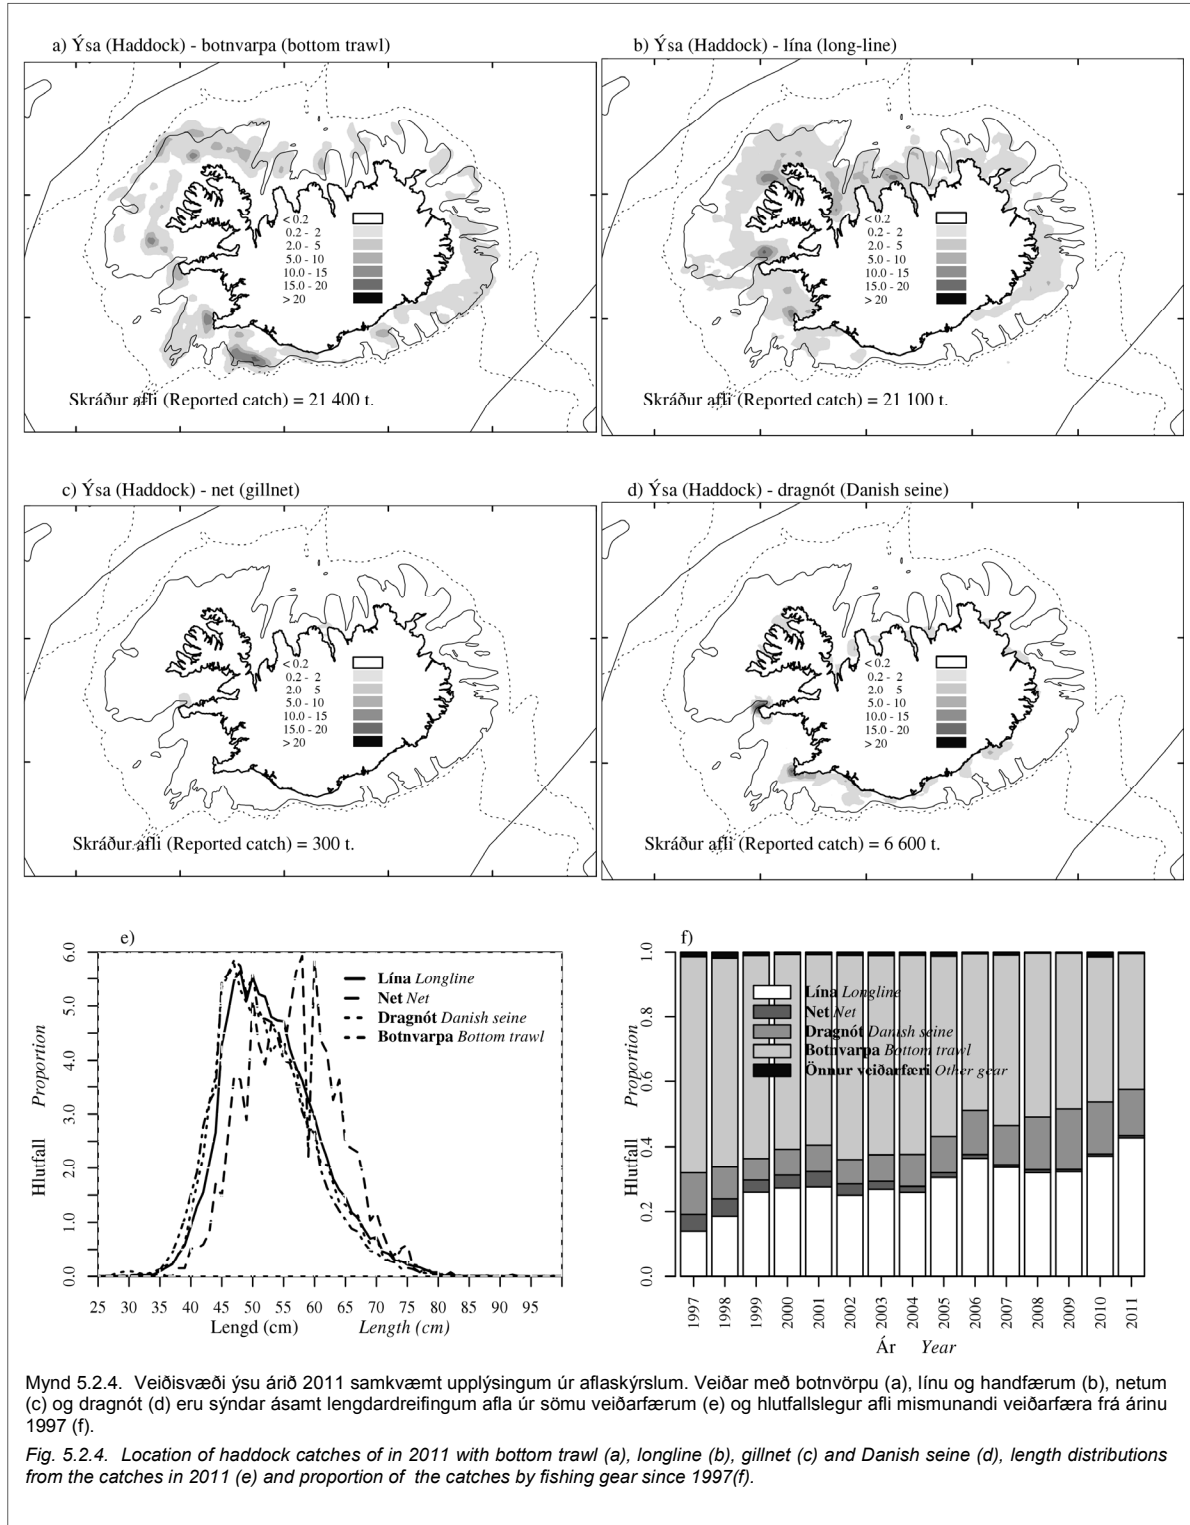 a) Ýsa (Haddock) - botnvarpa (bottom trawl)
< 0.2
0.2 - 2
2.0 - 5
5.0 - 10
10.0 - 15
15.0 - 20
> 20
Skráður afli (Reported catch) = 21 400 t.
b) Ýsa (Haddock) - lína (long-line)
< 0.2
0.2 - 2
2.0 - 5
5.0 - 10
10.0 - 15
15.0 - 20
> 20
Skráður afli (Reported catch) = 21 100 t.
c) Ýsa (Haddock) - net (gillnet)
< 0.2
0.2 - 2
2.0 5
5.0 - 10
10.0 - 15
15.0 - 20
> 20
Skráður afli (Reported catch) = 300 t.
d) Ýsa (Haddock) - dragnót (Danish seine)
< 0.2
0.2 - 2
2.0 5
5.0 - 10
10.0 - 15
15.0 - 20
> 20
Skráður afli (Reported catch) = 6 600 t.
e)
Hlutfall Proportion
6.0
5.0
4.0
3.0
2.0
1.0
0.0
Lína Longline
Net Net
Dragnót Danish seine
Botnvarpa Bottom trawl
25 30 35 40 45 50 55 60 65 70 75 80 85 90 95
Lengd (cm) Length (cm)
f)
Hlutfall Proportion
1.0
0.8
0.6
0.4
0.2
0.0
Lína Longline
Net Net
Dragnót Danish seine
Botnvarpa Bottom trawl
Önnur veiðarfæri Other gear
1997 1998 1999 2000 2001 2002 2003 2004 2005 2006 2007 2008 2009 2010 2011
Ár Year
Mynd 5.2.4. Veiðisvæði ýsu árið 2011 samkvæmt upplýsingum úr aflaskýrslum. Veiðar með botnvörpu (a), línu og handfærum (b), netum
(c) og dragnót (d) eru sýndar ásamt lengdardreifingum afla úr sömu veiðarfærum (e) og hlutfallslegur afli mismunandi veiðarfæra frá árinu
1997 (f).
Fig. 5.2.4. Location of haddock catches of in 2011 with bottom trawl (a), longline (b), gillnet (c) and Danish seine (d), length distributions
from the catches in 2011 (e) and proportion of the catches by fishing gear since 1997(f).